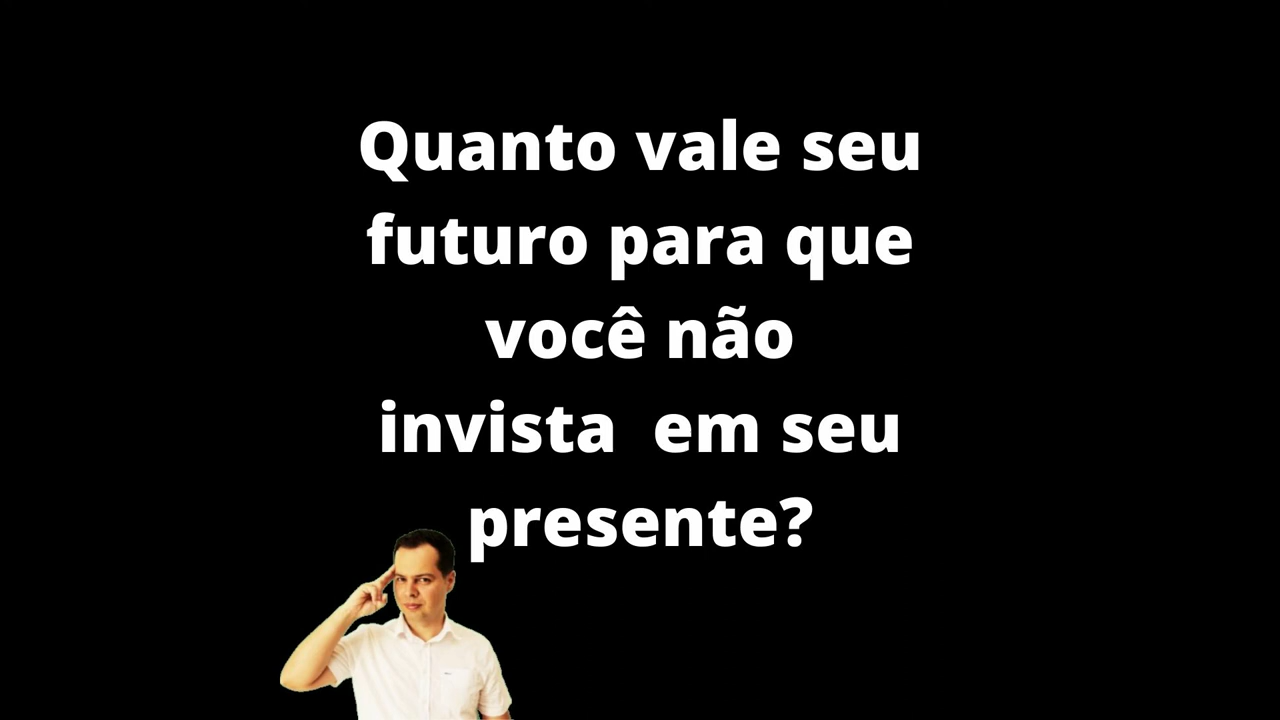 Quanto vale seu
futuro para que
você não
invista  em seu
presente?